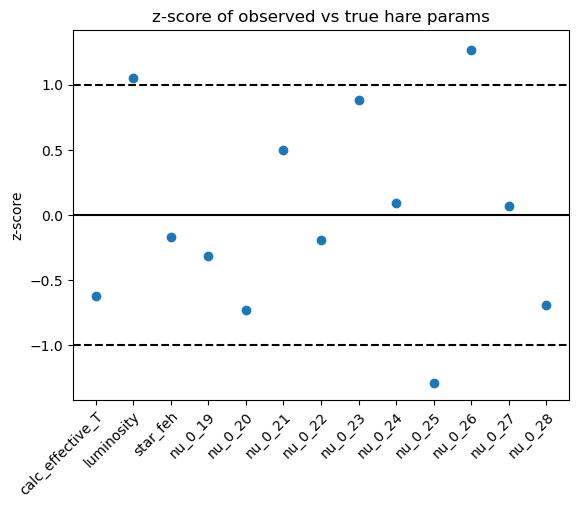 z-score of observed vs true hare params
z-score
1.0
0.5
0.0
−0.5
−1.0
calc_effective_T
luminosity
star_feh
nu_0_19
nu_0_20
nu_0_21
nu_0_22
nu_0_23
nu_0_24
nu_0_25
nu_0_26
nu_0_27
nu_0_28